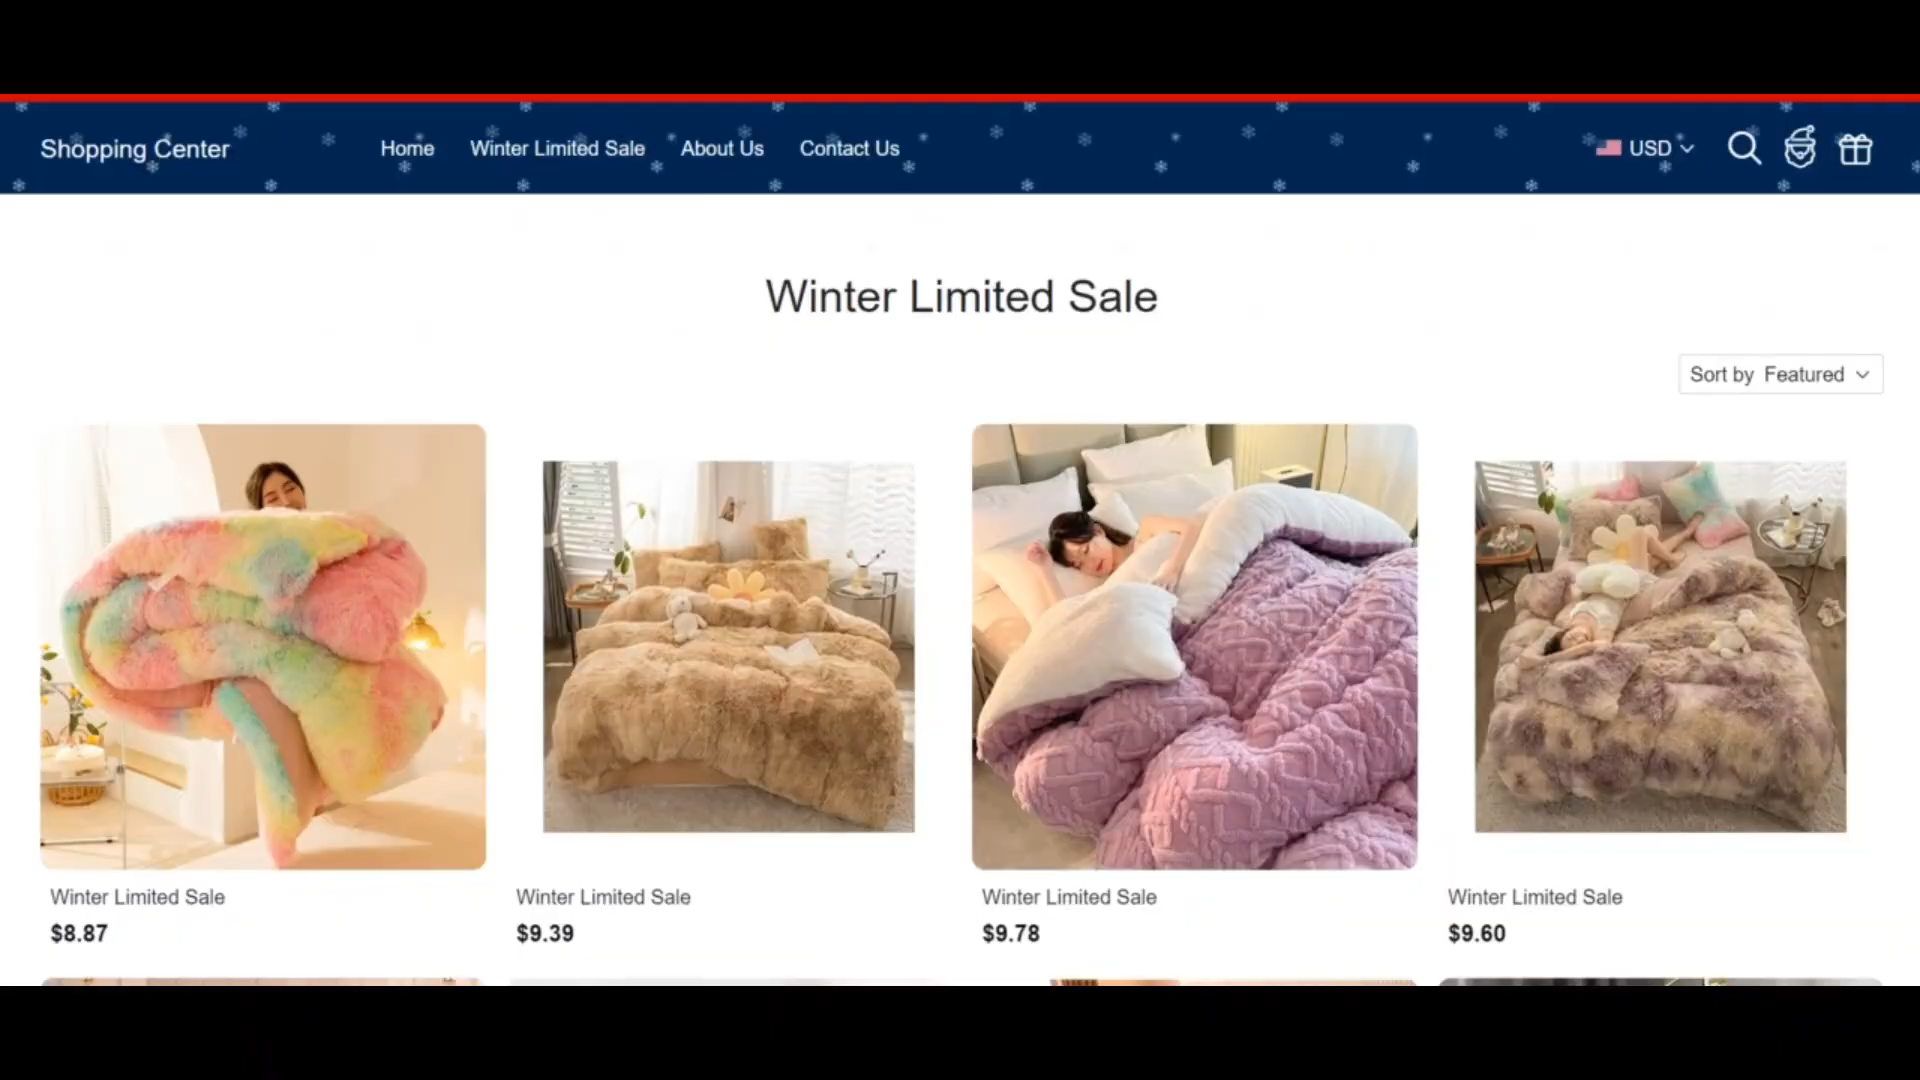 Shopping Center
Home Winter Limited Sale About Us Contact Us
USD
Winter Limited Sale
Sort by Featured
Winter Limited Sale
$8.87
Winter Limited Sale
$9.39
Winter Limited Sale
$9.78
Winter Limited Sale
$9.60